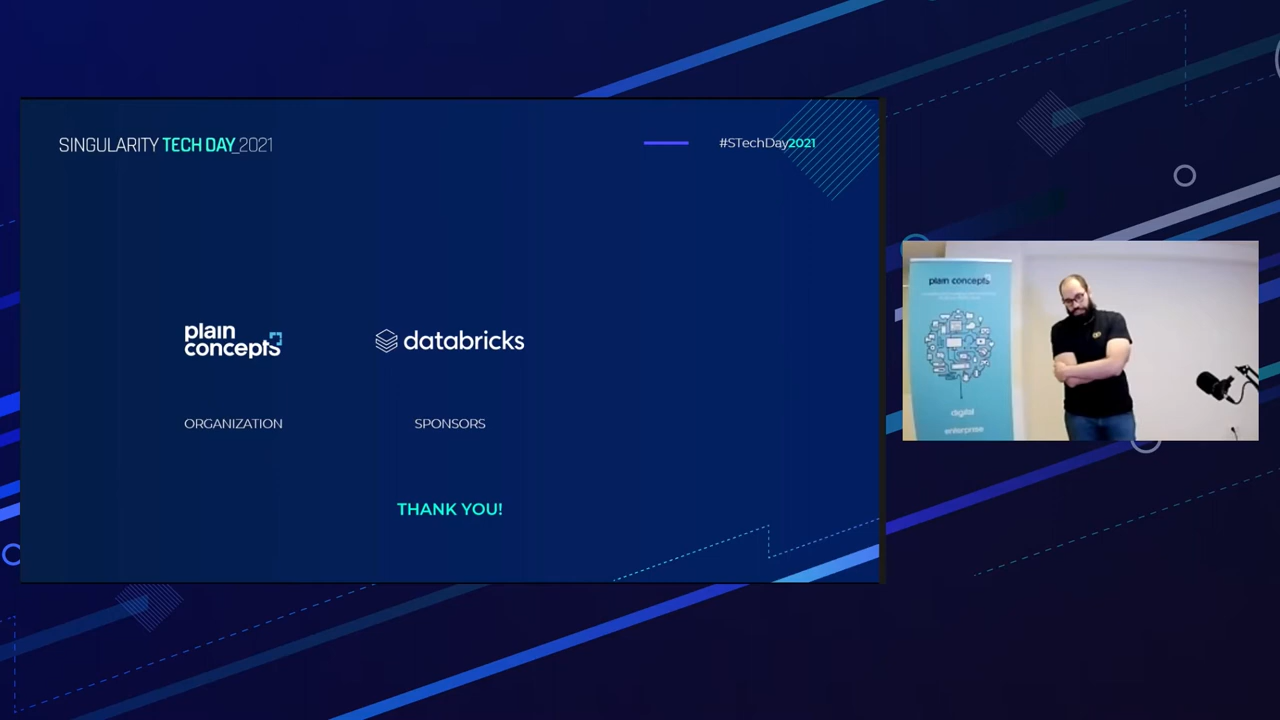 SINGULARITY TECH DAY_2021
#STechDay2021
plain
concepts
databricks
ORGANIZATION
SPONSORS
THANK YOU!
plain concepts
digital
enterprise